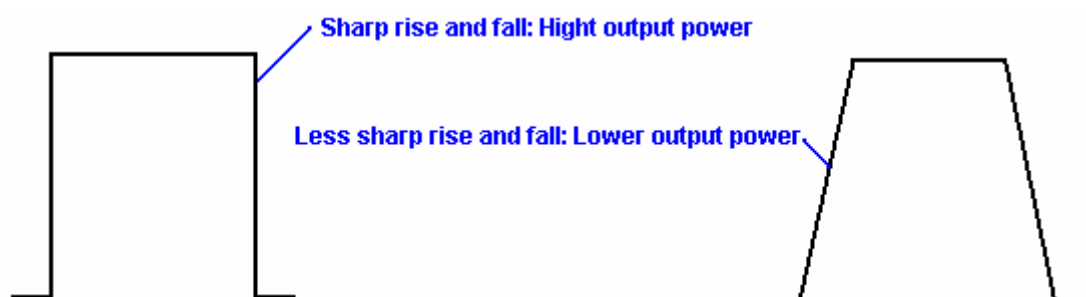 Sharp rise and fall: Hight output power
Less sharp rise and fall: Lower output power